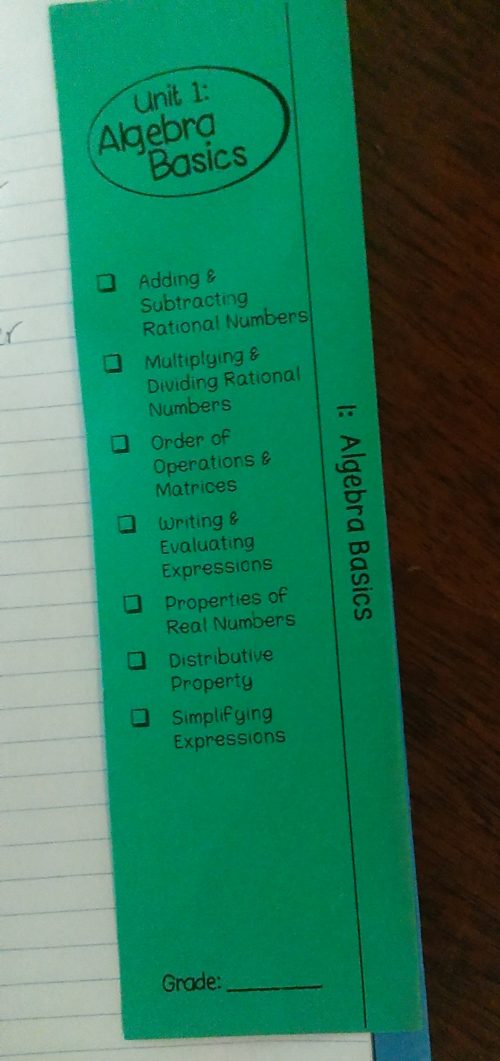 Unit 1:
Algebra
Basics
Adding &
Subtracting
Rational Numbers
Multiplying &
Dividing Rational
Numbers
Order of
Operations &
Matrices
Writing &
Evaluating
Expressions
Properties of
Real Numbers
Distributive
Property
Simplifying
Expressions
Grade:
1: Algebra Basics